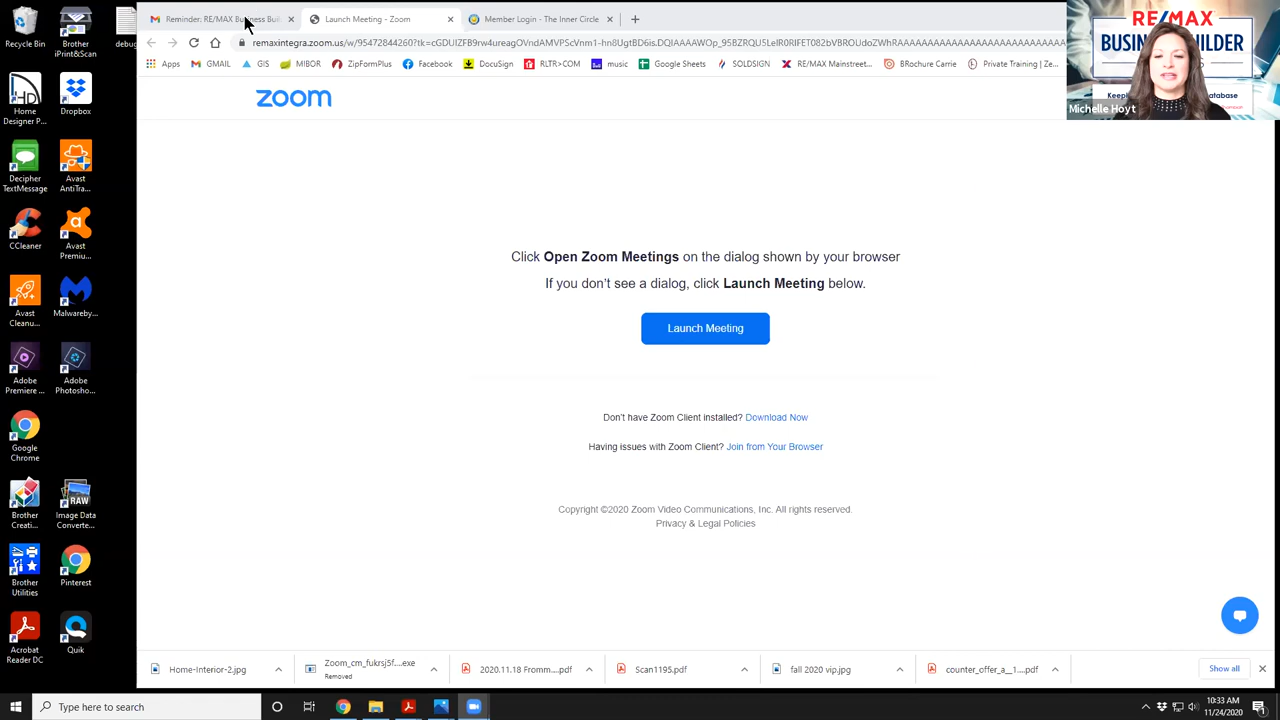 Recycle Bin
Brother iPrint&Scan
debug
Home Designer P...
Dropbox
Decipher TextMessage
Avast AntiTra...
CCleaner
Avast Premiu...
Avast Cleanu...
Malwareby...
Adobe Premiere ...
Adobe Photosho...
Google Chrome
Brother Creati...
Image Data Converte...
RAW
Brother Utilities
Pinterest
Acrobat Reader DC
Quik
Reminder: RE/MAX Business Buil
Launch Meeting - Zoom
Member Login - The Inner Circle
Apps
GMAIL
GIS
MIBOR
ZipFormPlus
Facebook
DocuSign
RLTR>COM
music
Google Sheets
SOLDSIGN
RE/MAX Mainstreet...
BRochure Carrie
Private Training | Ze...
RE/MAX
BUSINESS BUILDER
Michelle Hoyt
zoom
Click Open Zoom Meetings on the dialog shown by your browser
If you don't see a dialog, click Launch Meeting below.
Launch Meeting
Don't have Zoom Client installed? Download Now
Having issues with Zoom Client? Join from Your Browser
Copyright ©2020 Zoom Video Communications, Inc. All rights reserved.
Privacy & Legal Policies
Home-Interior-2.jpg
Zoom_cm_fukrsj5f....exe
Removed
2020.11.18 Fromm....pdf
Scan1195.pdf
fall 2020 vip.jpg
counter_offer_a__1....pdf
Show all
Type here to search
10:33 AM
11/24/2020
1